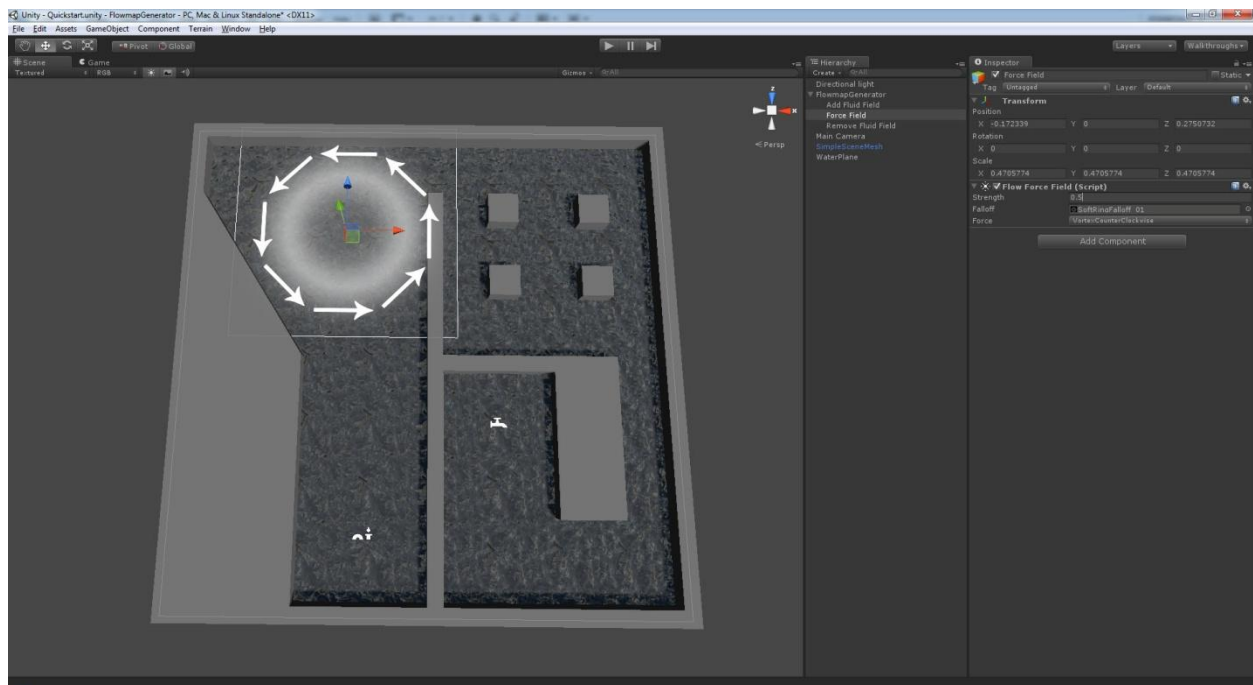 Unity - Quickstart.unity - FlowmapGenerator - PC, Mac & Linux Standalone* <DX11>
File Edit Assets GameObject Component Terrain Window Help
Pivot Global Layers Walkthroughs
Scene Game
Textured RGB Gizmos All
z
x
Persp
Hierarchy
Create All
Directional light
FlowmapGenerator
Add Fluid Field
Force Field
Remove Fluid Field
Main Camera
SimpleSceneMesh
WaterPlane
Inspector
Force Field Static
Tag Untagged Layer Default
Transform
Position
X -0.172339 Y 0 Z 0.2750732
Rotation
X 0 Y 0 Z 0
Scale
X 0.4705774 Y 0.4705774 Z 0.4705774
Flow Force Field (Script)
Strength 0.5
Falloff SoftRingFalloff_01
Force VortexCounterClockwise
Add Component